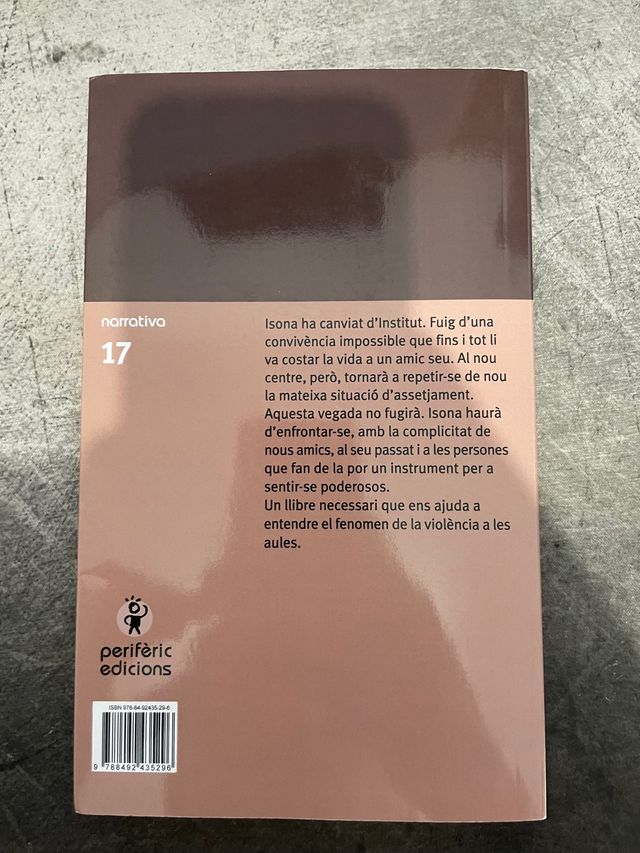 narrativa
17
Isona ha canviat d'Institut. Fuig d'una
convivència impossible que fins i tot li
va costar la vida a un amic seu. Al nou
centre, però, tornarà a repetir-se de nou
la mateixa situació d'assetjament.
Aquesta vegada no fugirà. Isona haurà
d'enfrontar-se, amb la complicitat de
nous amics, al seu passat i a les persones
que fan de la por un instrument per a
sentir-se poderosos.
Un llibre necessari que ens ajuda a
entendre el fenomen de la violència a les
aules.
perifèric
edicions
ISBN 978-84-92435-29-6
9 788492 435296